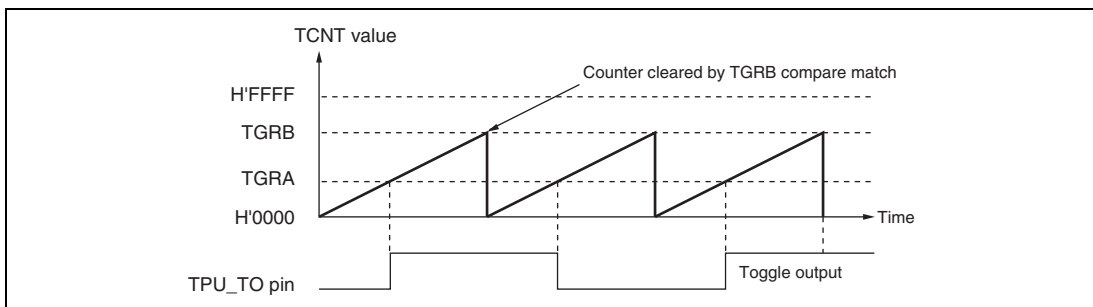 TCNT value
Counter cleared by TGRB compare match
H'FFFF
TGRB
TGRA
H'0000
Time
TPU_TO pin
Toggle output